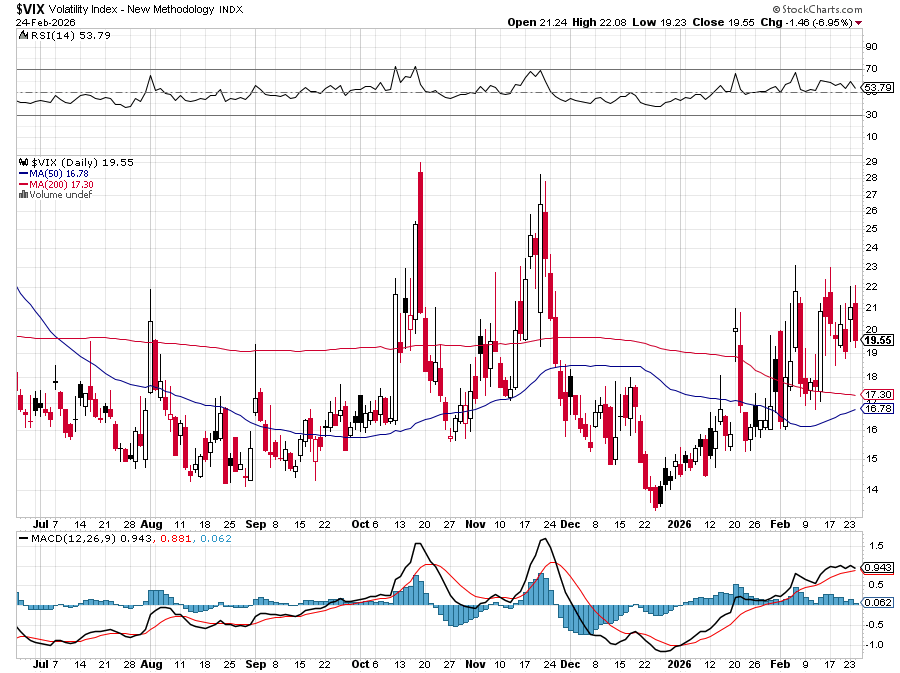 $VIX Volatility Index - New Methodology INDX
© StockCharts.com
24-Feb-2026
Open 21.24 High 22.08 Low 19.23 Close 19.55 Chg -1.46 (-6.95%)
RSI(14) 53.79
90
70
53.79
30
10
$VIX (Daily) 19.55
MA(50) 16.78
MA(200) 17.30
Volume undef
29
28
27
26
25
24
23
22
21
20
19.55
19
18
17.30
16.78
16
15
14
Jul 7 14 21 28 Aug 11 18 25 Sep 8 15 22 Oct 6 13 20 27 Nov 10 17 24 Dec 8 15 22 2026 12 20 26 Feb 9 17 23
MACD(12,26,9) 0.943, 0.881, 0.062
1.5
0.943
0.5
0.062
-0.5
-1.0
Jul 7 14 21 28 Aug 11 18 25 Sep 8 15 22 Oct 6 13 20 27 Nov 10 17 24 Dec 8 15 22 2026 12 20 26 Feb 9 17 23